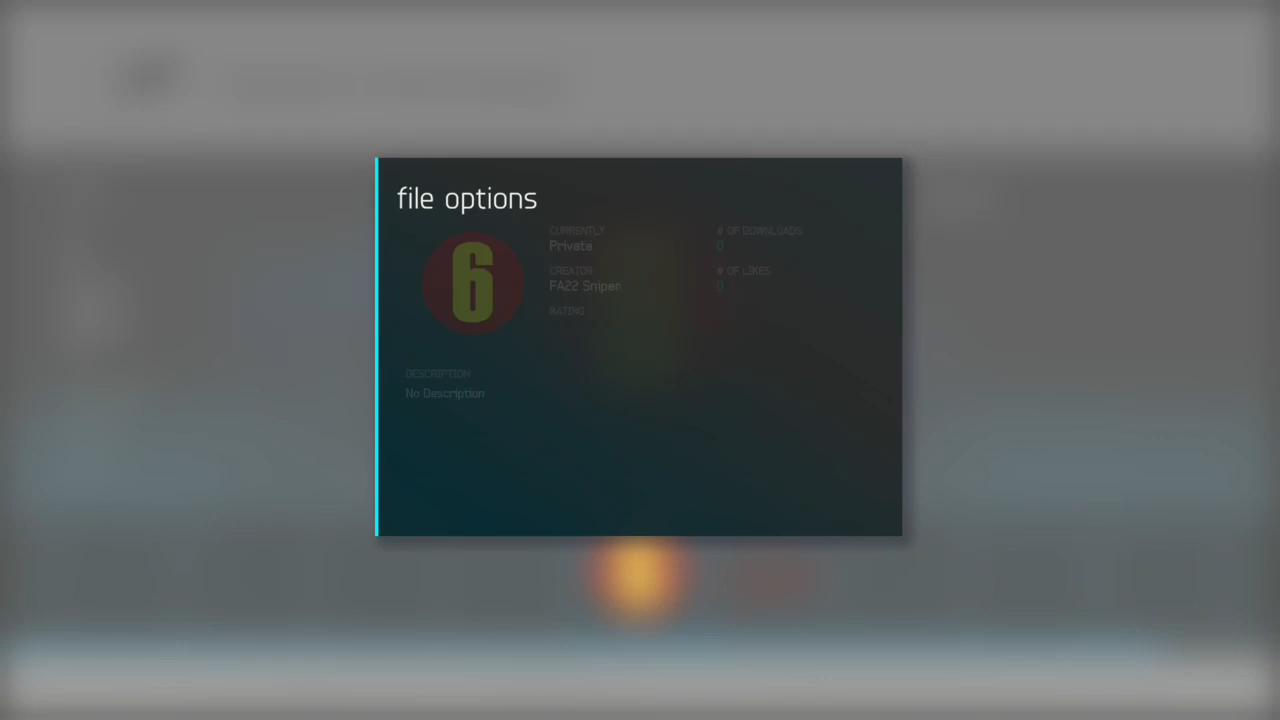 file options
CURRENTLY
Private
# OF DOWNLOADS
0
CREATOR
FA22 Sniper
# OF LIKES
0
RATING
6
DESCRIPTION
No Description